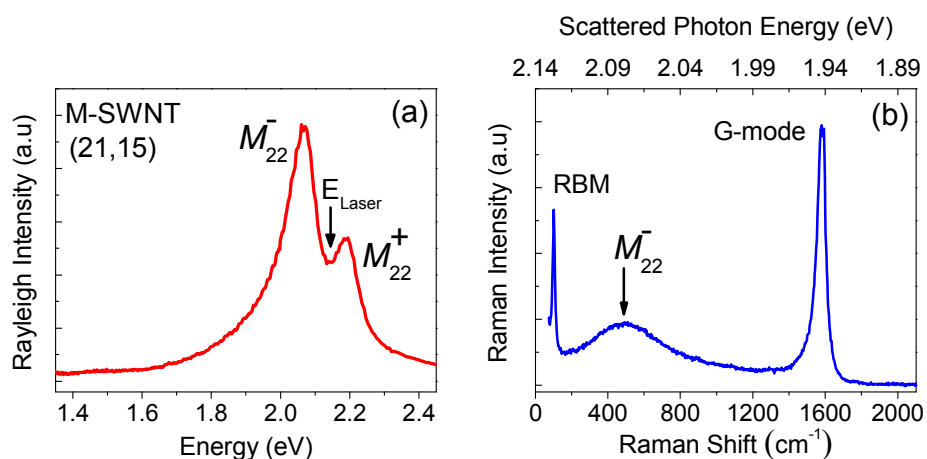 M-SWNT
(21,15)
(a)
M₂₂⁻
E_Laser
M₂₂⁺
Rayleigh Intensity (a.u)
1.4 1.6 1.8 2.0 2.2 2.4
Energy (eV)
Scattered Photon Energy (eV)
2.14 2.09 2.04 1.99 1.94 1.89
(b)
G-mode
RBM
M₂₂⁻
Raman Intensity (a.u)
0 400 800 1200 1600 2000
Raman Shift (cm⁻¹)